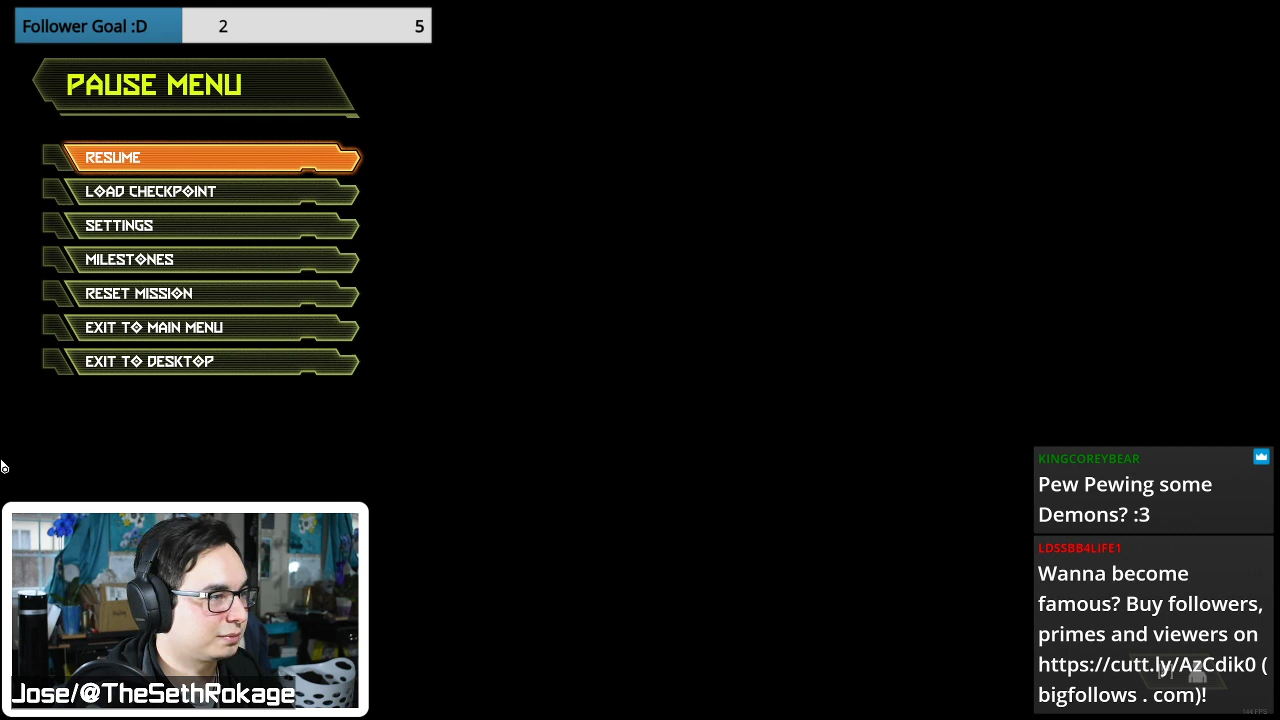 Follower Goal :D 2 5
PAUSE MENU
RESUME
LOAD CHECKPOINT
SETTINGS
MILESTONES
RESET MISSION
EXIT TO MAIN MENU
EXIT TO DESKTOP
KINGCOREYBEAR
Pew Pewing some
Demons? :3
LDSSBB4LIFE1
Wanna become
famous? Buy followers,
primes and viewers on
https://cutt.ly/AzCdik0 (
bigfollows . com)!
Jose/@TheSethRokage